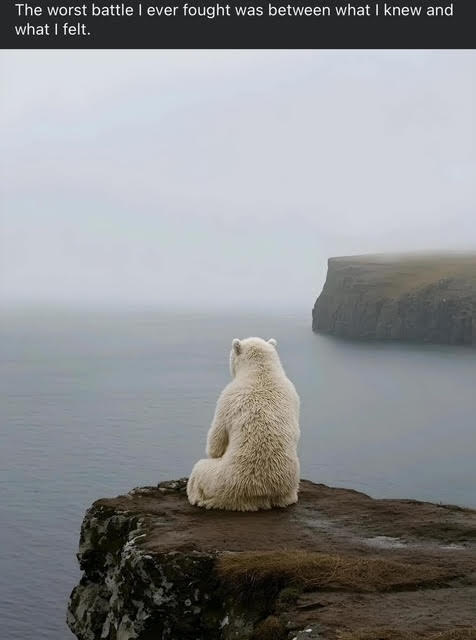 The worst battle I ever fought was between what I knew and
what I felt.